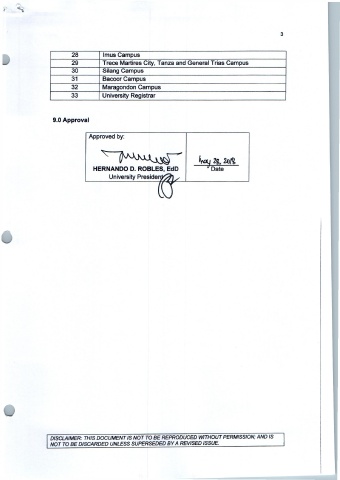 3
28 Imus Campus
29 Trece Martires City, Tanza and General Trias Campus
30 Silang Campus
31 Bacoor Campus
32 Maragondon Campus
33 University Registrar
9.0 Approval
Approved by:
HERNANDO D. ROBLES, EdD
University President
May 28, 2018
Date
DISCLAIMER: THIS DOCUMENT IS NOT TO BE REPRODUCED WITHOUT PERMISSION; AND IS
NOT TO BE DISCARDED UNLESS SUPERSEDED BY A REVISED ISSUE.